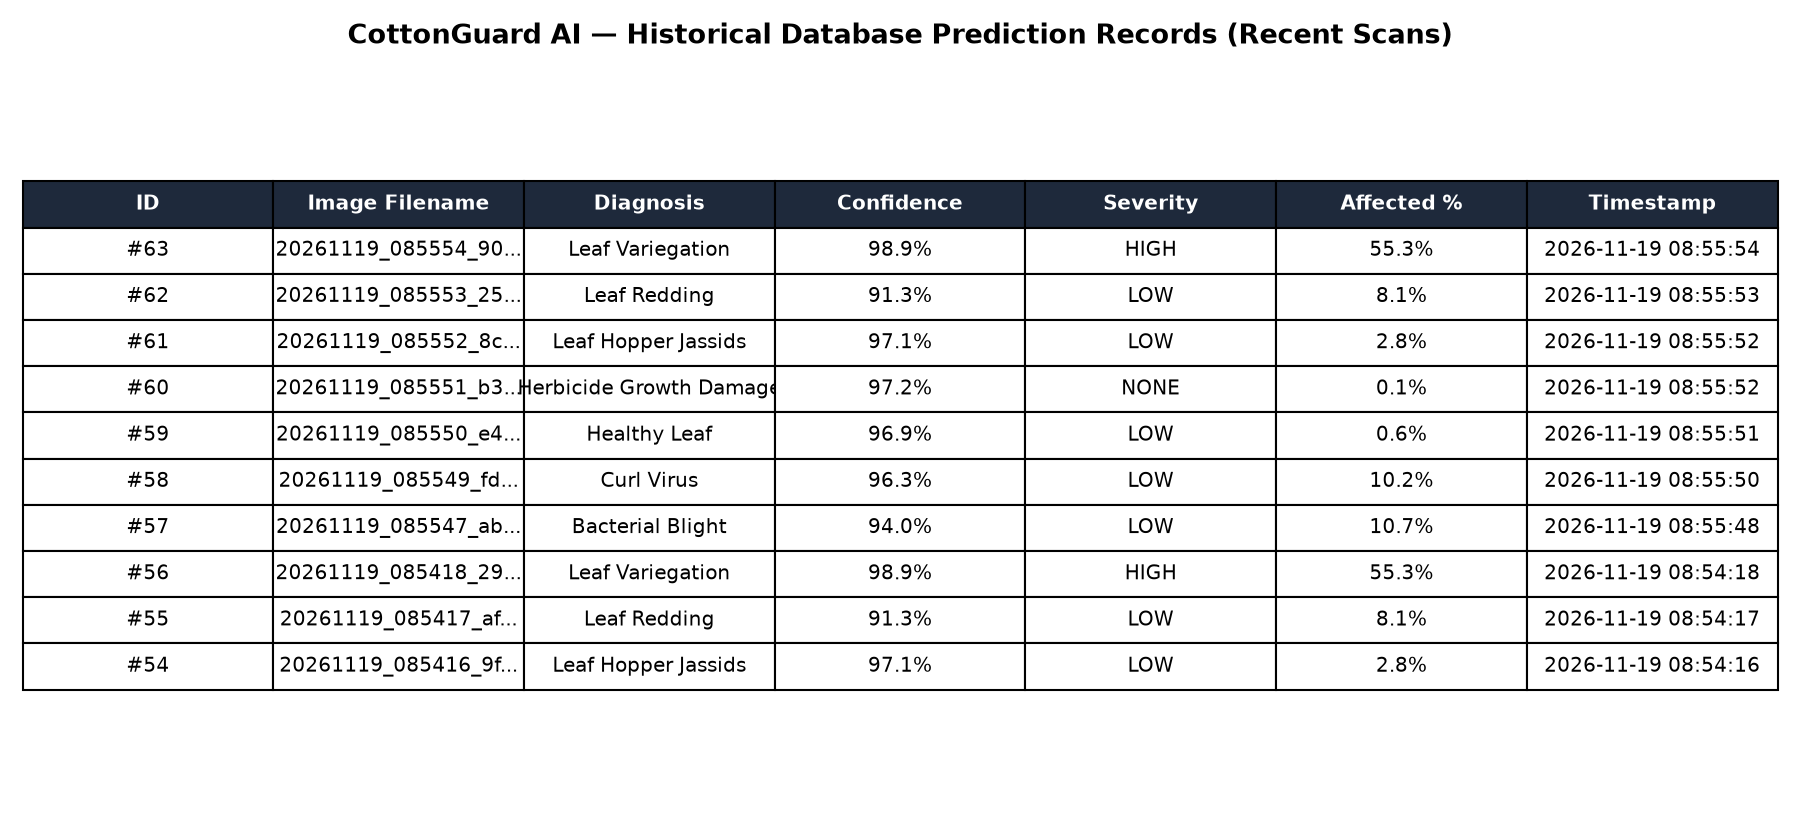 CottonGuard AI — Historical Database Prediction Records (Recent Scans)
ID Image Filename Diagnosis Confidence Severity Affected % Timestamp
#63 20261119_085554_90... Leaf Variegation 98.9% HIGH 55.3% 2026-11-19 08:55:54
#62 20261119_085553_25... Leaf Redding 91.3% LOW 8.1% 2026-11-19 08:55:53
#61 20261119_085552_8c... Leaf Hopper Jassids 97.1% LOW 2.8% 2026-11-19 08:55:52
#60 20261119_085551_b3... Herbicide Growth Damage 97.2% NONE 0.1% 2026-11-19 08:55:52
#59 20261119_085550_e4... Healthy Leaf 96.9% LOW 0.6% 2026-11-19 08:55:51
#58 20261119_085549_fd... Curl Virus 96.3% LOW 10.2% 2026-11-19 08:55:50
#57 20261119_085547_ab... Bacterial Blight 94.0% LOW 10.7% 2026-11-19 08:55:48
#56 20261119_085418_29... Leaf Variegation 98.9% HIGH 55.3% 2026-11-19 08:54:18
#55 20261119_085417_af... Leaf Redding 91.3% LOW 8.1% 2026-11-19 08:54:17
#54 20261119_085416_9f... Leaf Hopper Jassids 97.1% LOW 2.8% 2026-11-19 08:54:16